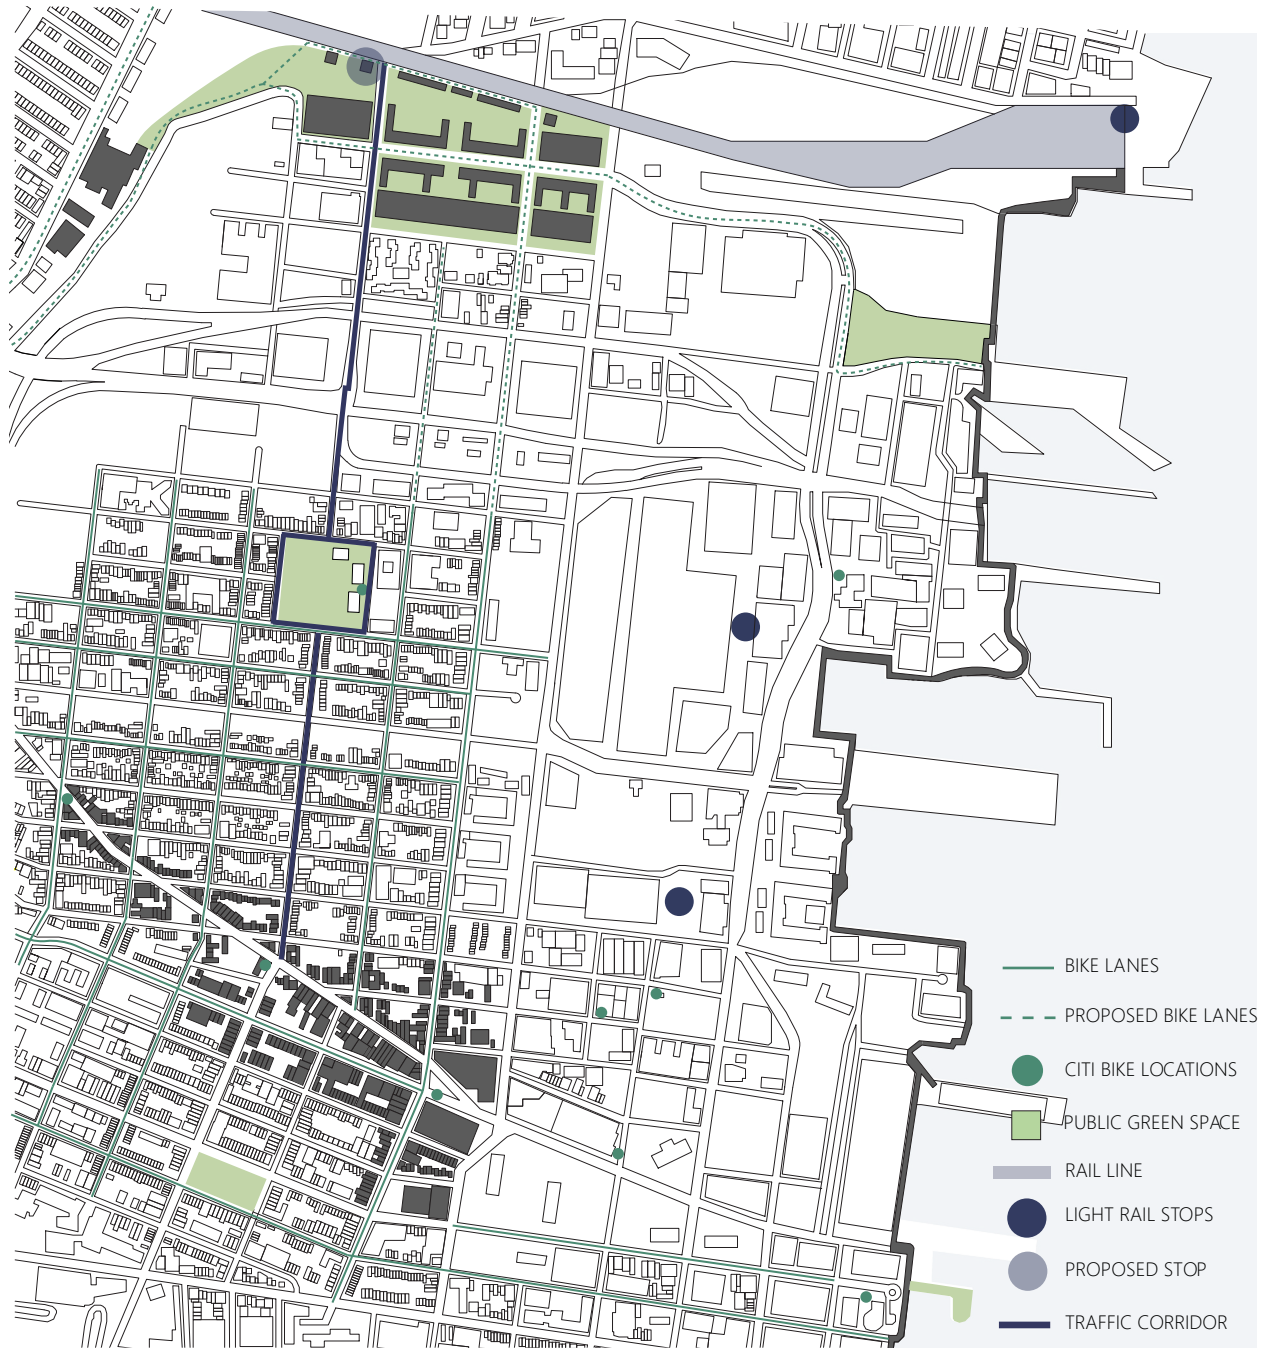 BIKE LANES
PROPOSED BIKE LANES
CITI BIKE LOCATIONS
PUBLIC GREEN SPACE
RAIL LINE
LIGHT RAIL STOPS
PROPOSED STOP
TRAFFIC CORRIDOR